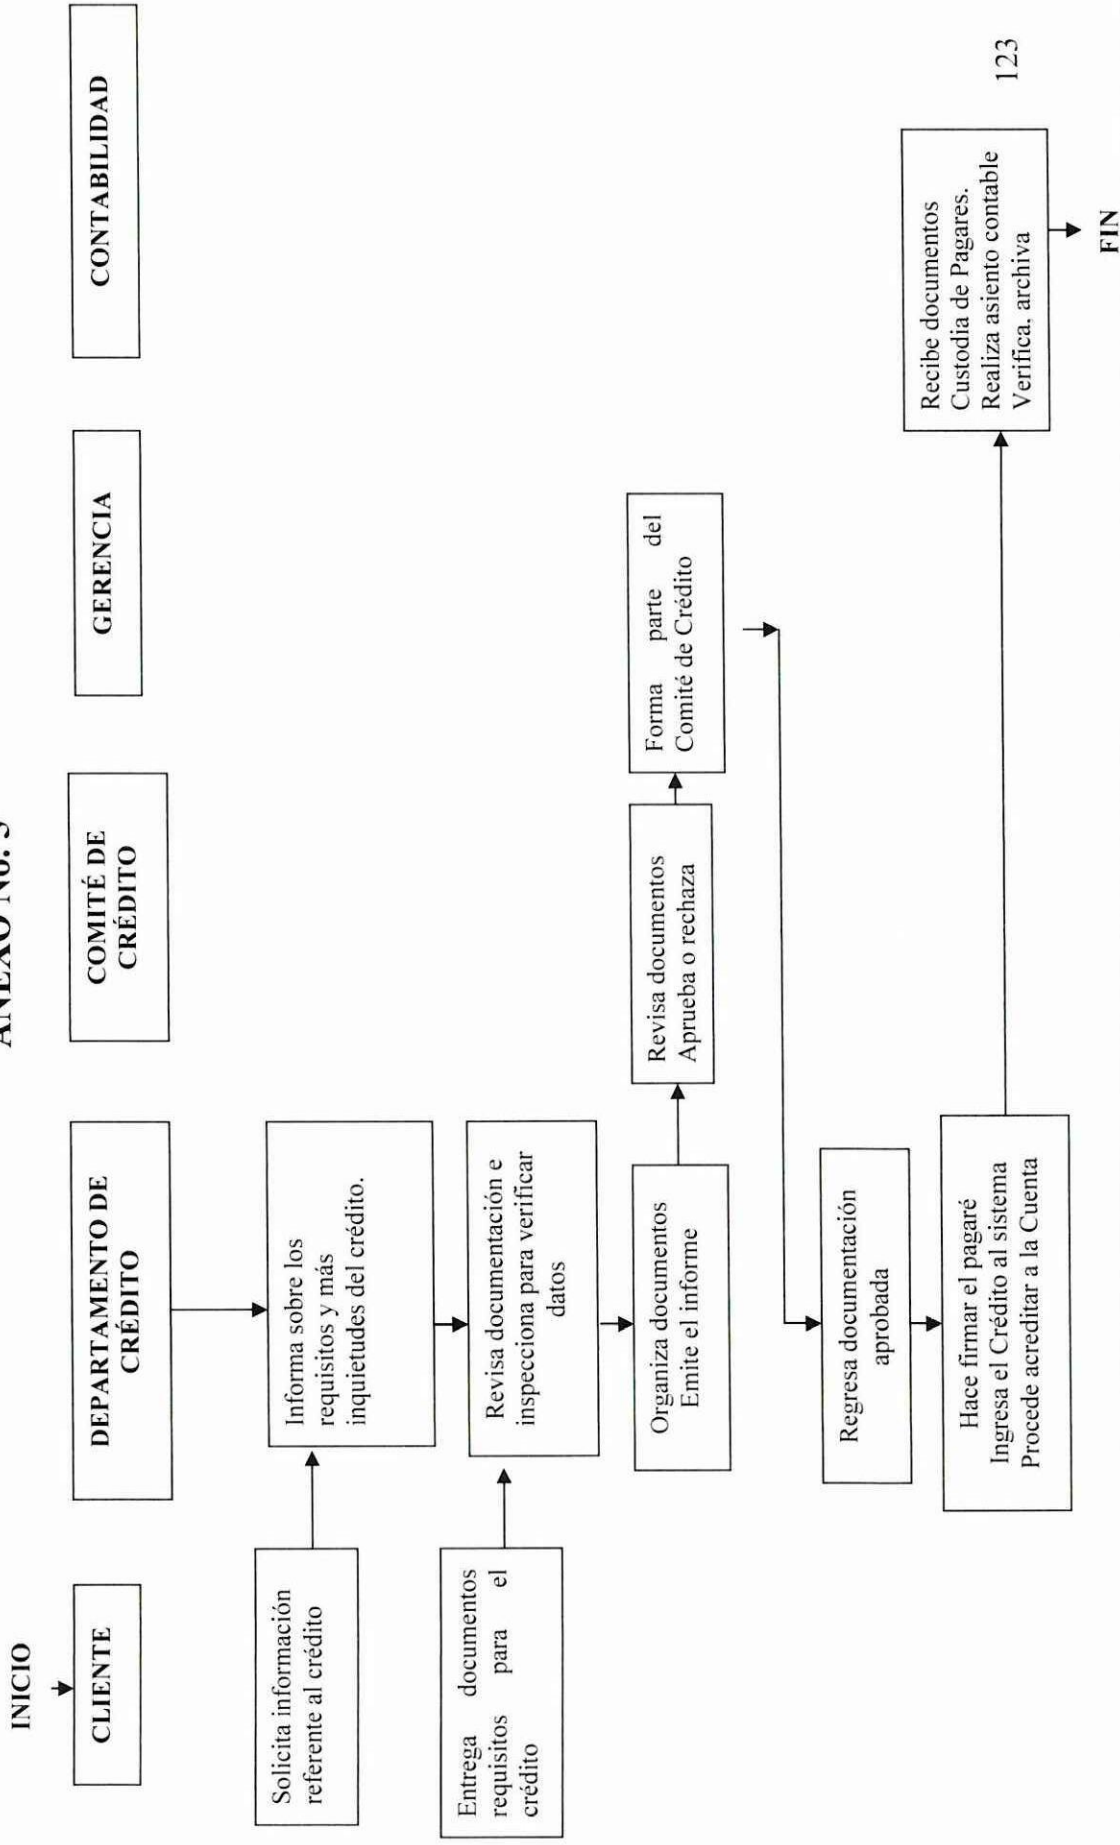 ANEXO No. 5
INICIO
CLIENTE
DEPARTAMENTO DE
CRÉDITO
COMITÉ DE
CRÉDITO
GERENCIA
CONTABILIDAD
Solicita información
referente al crédito
Informa sobre los
requisitos y más
inquietudes del crédito.
Entrega documentos
requisitos para el
crédito
Revisa documentación e
inspecciona para verificar
datos
Organiza documentos
Emite el informe
Revisa documentos
Aprueba o rechaza
Forma parte del
Comité de Crédito
Regresa documentación
aprobada
Hace firmar el pagaré
Ingresa el Crédito al sistema
Procede acreditar a la Cuenta
Recibe documentos
Custodia de Pagares.
Realiza asiento contable
Verifica, archiva
FIN
123